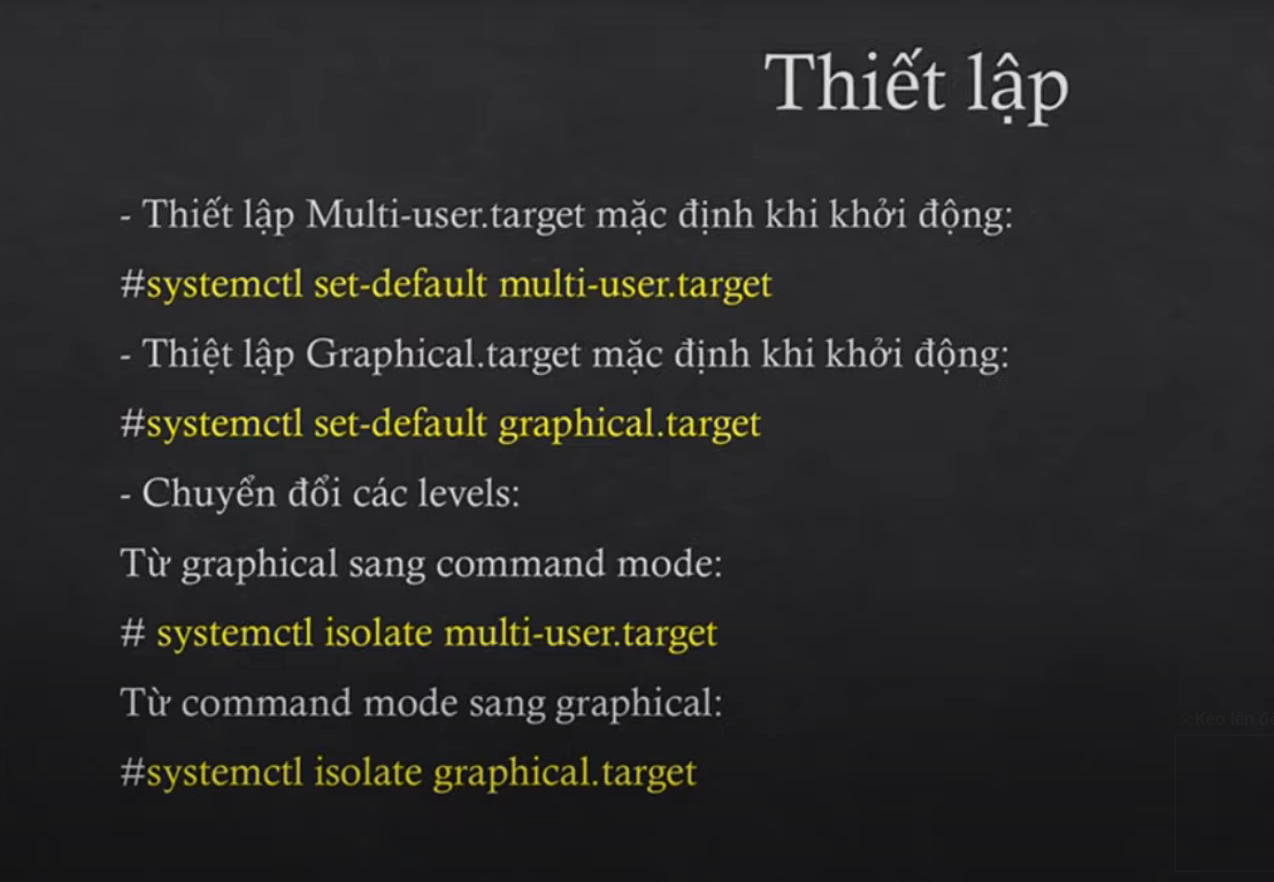 Thiết lập
- Thiết lập Multi-user.target mặc định khi khởi động:
#systemctl set-default multi-user.target
- Thiệt lập Graphical.target mặc định khi khởi động:
#systemctl set-default graphical.target
- Chuyển đổi các levels:
Từ graphical sang command mode:
# systemctl isolate multi-user.target
Từ command mode sang graphical:
#systemctl isolate graphical.target
Kéo lên